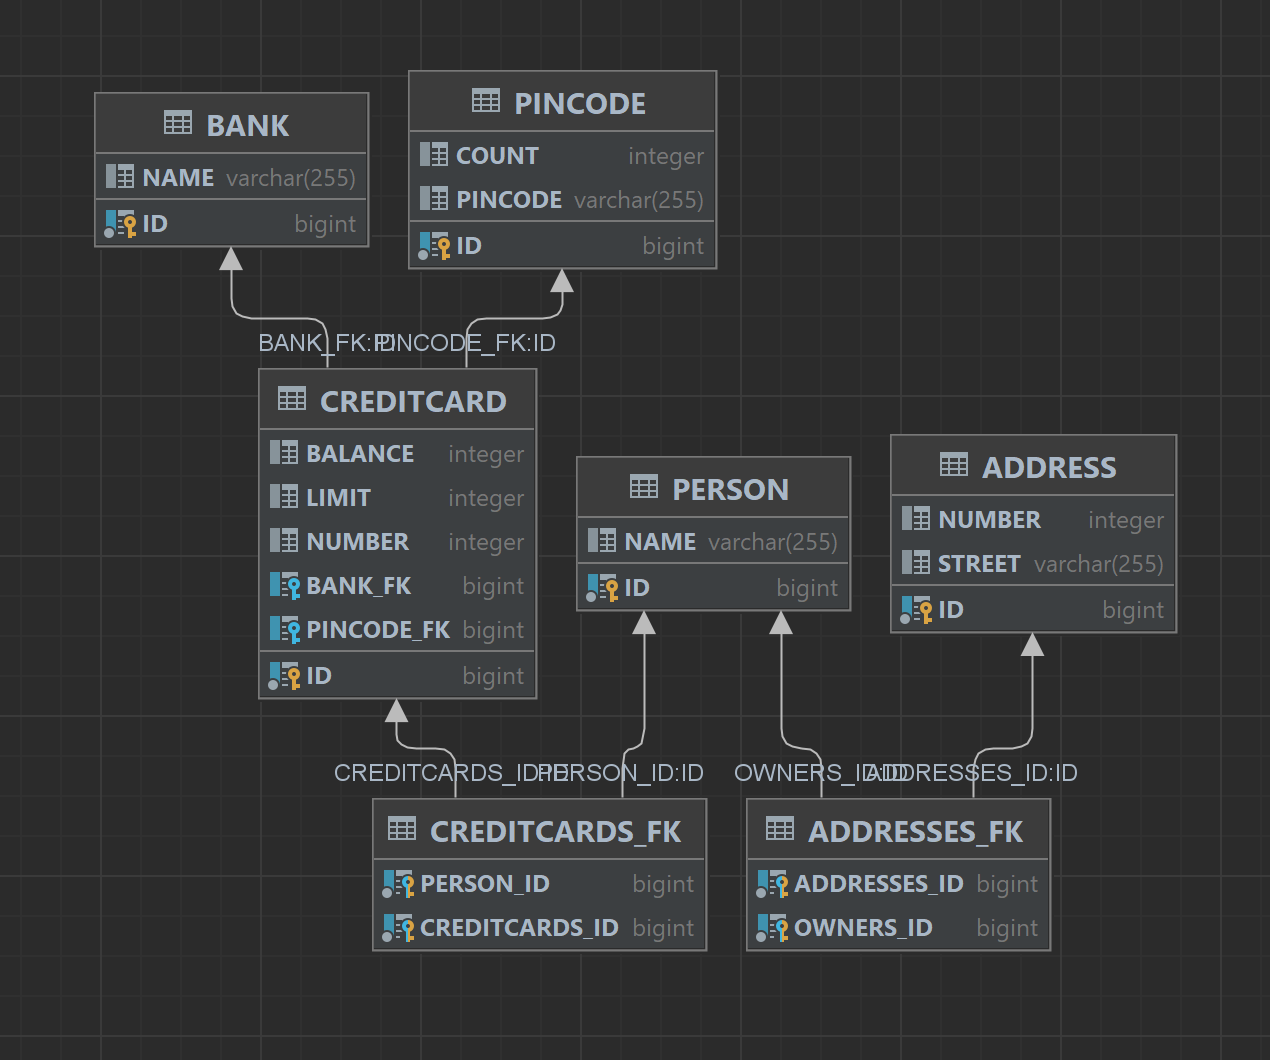 BANK
NAME varchar(255)
ID bigint
PINCODE
COUNT integer
PINCODE varchar(255)
ID bigint
BANK_FK:ID
PINCODE_FK:ID
CREDITCARD
BALANCE integer
LIMIT integer
NUMBER integer
BANK_FK bigint
PINCODE_FK bigint
ID bigint
PERSON
NAME varchar(255)
ID bigint
ADDRESS
NUMBER integer
STREET varchar(255)
ID bigint
CREDITCARDS_ID:ID
PERSON_ID:ID
OWNERS_ID:ID
ADDRESSES_ID:ID
CREDITCARDS_FK
PERSON_ID bigint
CREDITCARDS_ID bigint
ADDRESSES_FK
ADDRESSES_ID bigint
OWNERS_ID bigint